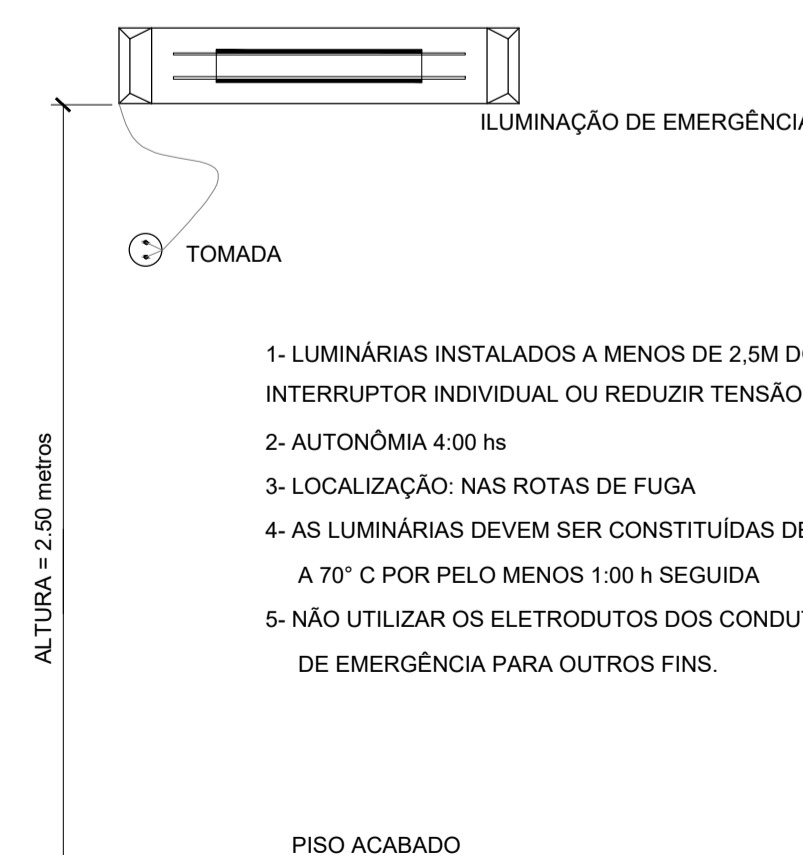 ILUMINAÇÃO DE EMERGÊNCIA
TOMADA
1- LUMINÁRIAS INSTALADOS A MENOS DE 2,5M
INTERRUPTOR INDIVIDUAL OU REDUZIR TENSÃO
2- AUTONÔMIA 4:00 hs
3- LOCALIZAÇÃO: NAS ROTAS DE FUGA
4- AS LUMINÁRIAS DEVEM SER CONSTITUÍDAS DE
A 70° C POR PELO MENOS 1:00 h SEGUIDA
5- NÃO UTILIZAR OS ELETRODUTOS DOS
DE EMERGÊNCIA PARA OUTROS FINS.
ALTURA = 2.50 metros
PISO ACABADO